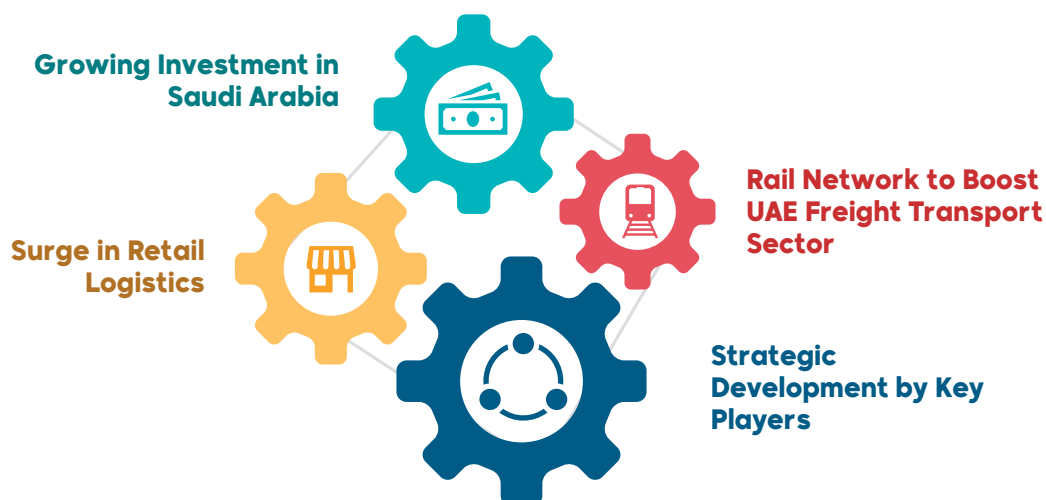 Growing Investment in
Saudi Arabia
Rail Network to Boost
UAE Freight Transport
Sector
Surge in Retail
Logistics
Strategic
Development by Key
Players